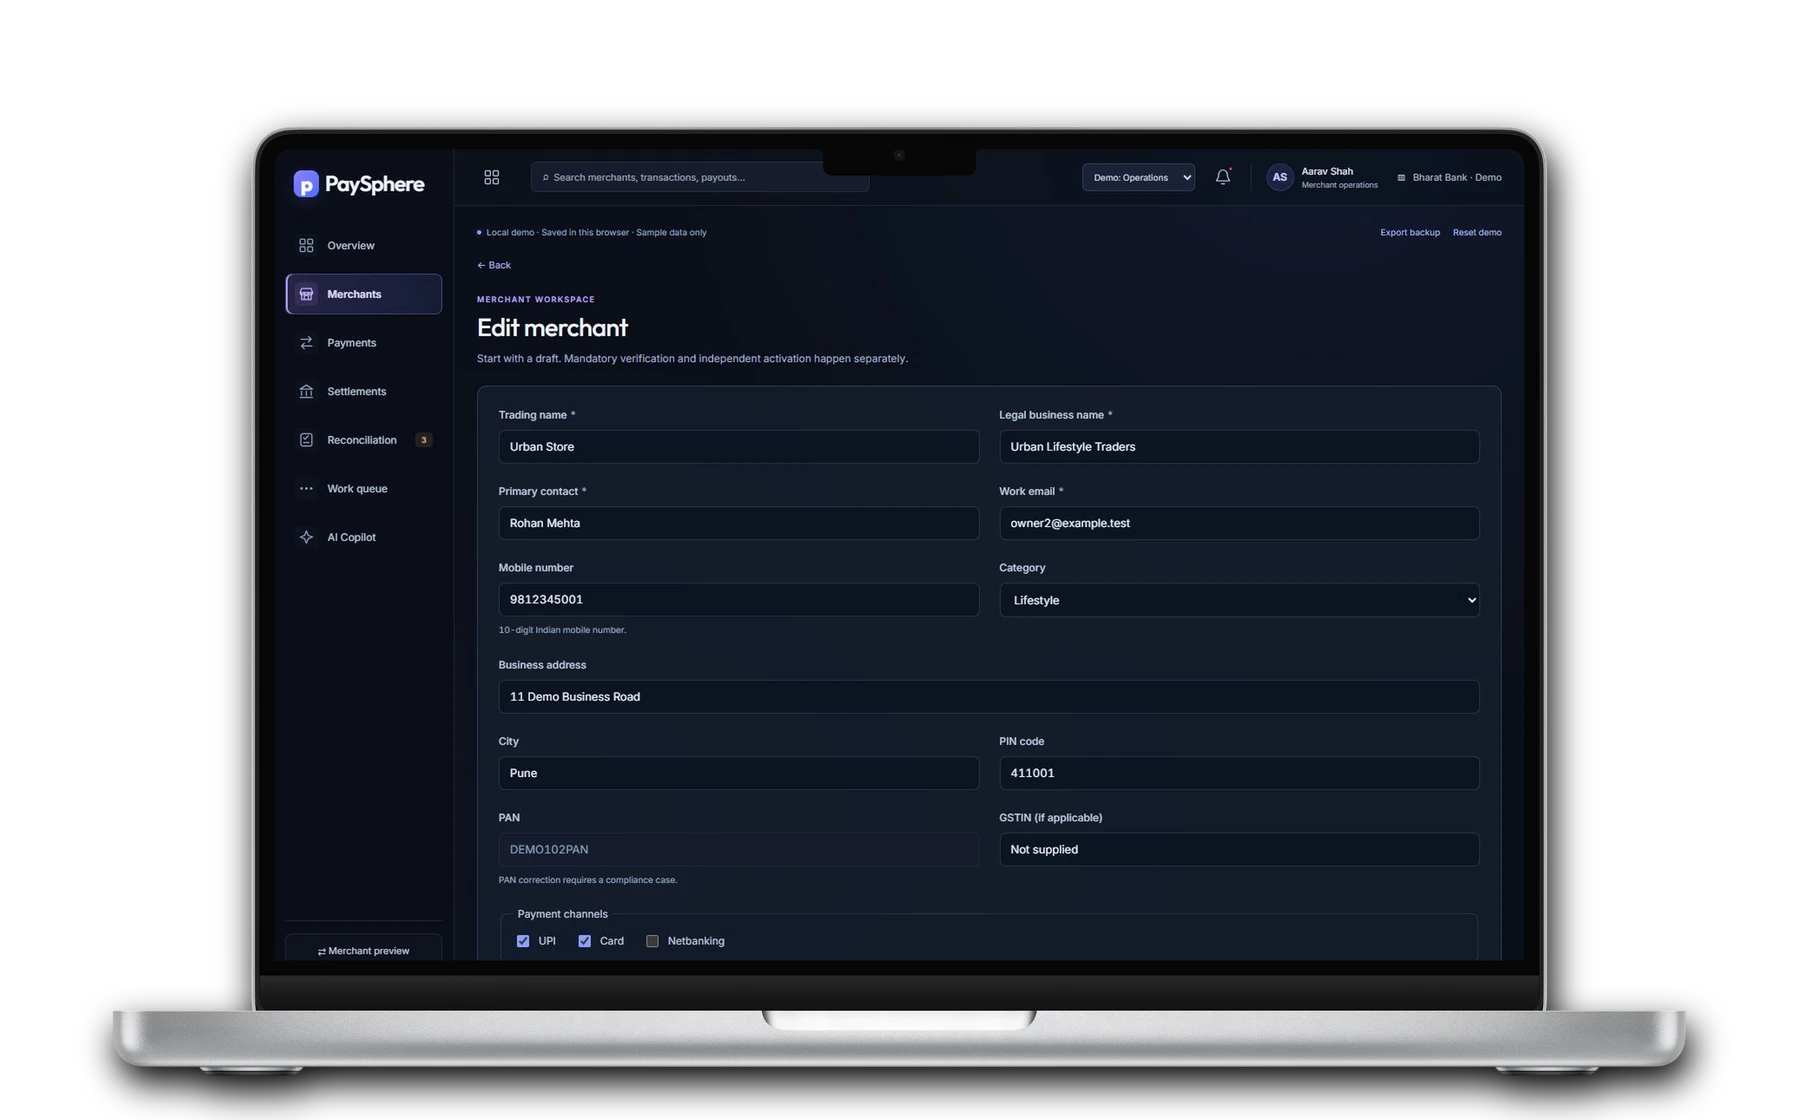 p PaySphere
Search merchants, transactions, payouts...
Demo: Operations
AS
Aarav Shah
Merchant operations
Bharat Bank · Demo
Overview
Merchants
Payments
Settlements
Reconciliation 3
Work queue
AI Copilot
⇄ Merchant preview
Local demo · Saved in this browser · Sample data only
Export backup
Reset demo
← Back
MERCHANT WORKSPACE
Edit merchant
Start with a draft. Mandatory verification and independent activation happen separately.
Trading name *
Urban Store
Legal business name *
Urban Lifestyle Traders
Primary contact *
Rohan Mehta
Work email *
owner2@example.test
Mobile number
9812345001
10-digit Indian mobile number.
Category
Lifestyle
Business address
11 Demo Business Road
City
Pune
PIN code
411001
PAN
DEMO102PAN
PAN correction requires a compliance case.
GSTIN (if applicable)
Not supplied
Payment channels
UPI
Card
Netbanking